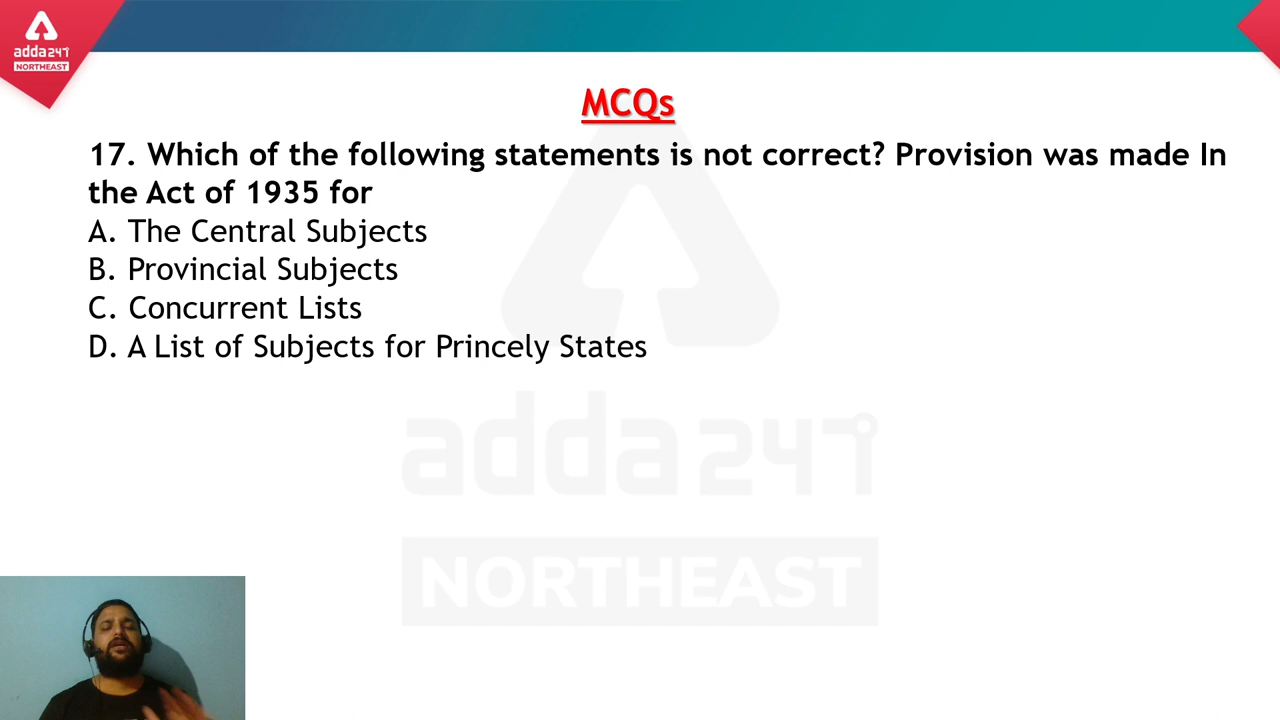 adda247
NORTHEAST
MCQs
17. Which of the following statements is not correct? Provision was made In
the Act of 1935 for
A. The Central Subjects
B. Provincial Subjects
C. Concurrent Lists
D. A List of Subjects for Princely States
adda247
NORTHEAST